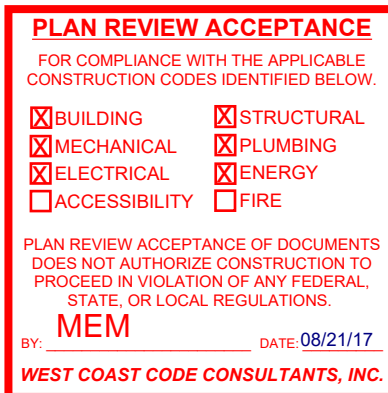 PLAN REVIEW ACCEPTANCE
FOR COMPLIANCE WITH THE APPLICABLE
CONSTRUCTION CODES IDENTIFIED BELOW.
X BUILDING X STRUCTURAL
X MECHANICAL X PLUMBING
X ELECTRICAL X ENERGY
ACCESSIBILITY FIRE
PLAN REVIEW ACCEPTANCE OF DOCUMENTS
DOES NOT AUTHORIZE CONSTRUCTION TO
PROCEED IN VIOLATION OF ANY FEDERAL,
STATE, OR LOCAL REGULATIONS.
BY: MEM DATE: 08/21/17
WEST COAST CODE CONSULTANTS, INC.